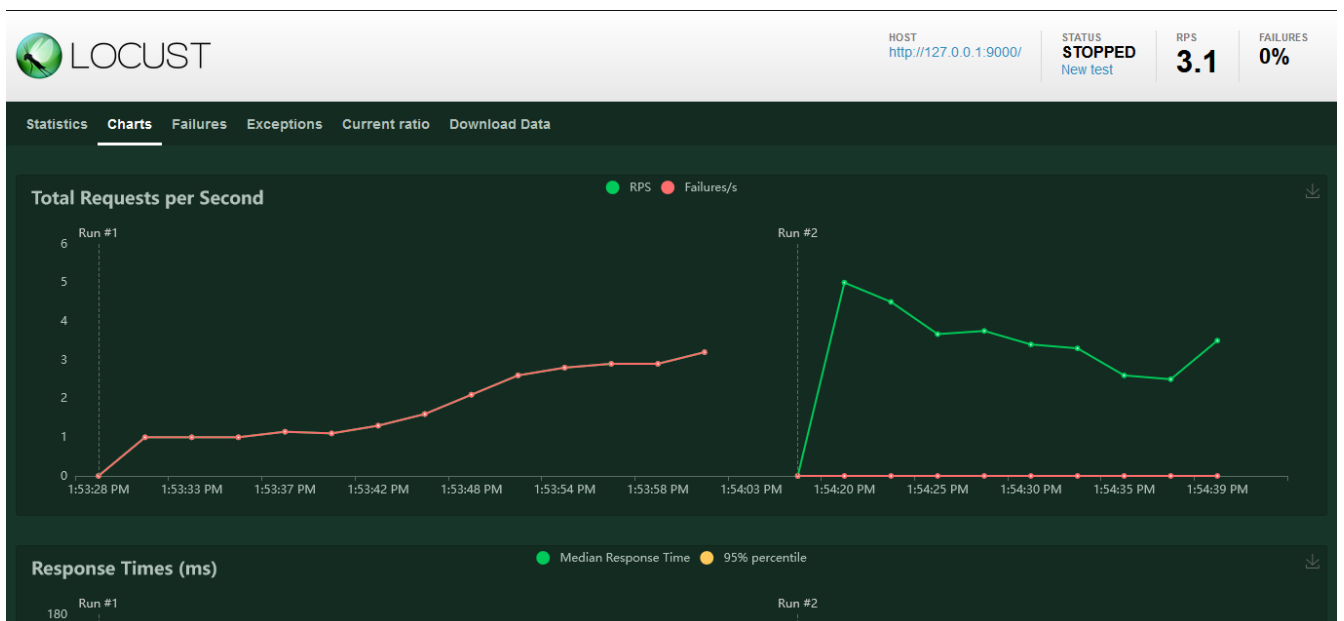 LOCUST
HOST
http://127.0.0.1:9000/
STATUS
STOPPED
New test
RPS
3.1
FAILURES
0%
Statistics Charts Failures Exceptions Current ratio Download Data
Total Requests per Second
RPS Failures/s
Run #1 Run #2
6
5
4
3
2
1
0
1:53:28 PM 1:53:33 PM 1:53:37 PM 1:53:42 PM 1:53:48 PM 1:53:54 PM 1:53:58 PM 1:54:03 PM 1:54:20 PM 1:54:25 PM 1:54:30 PM 1:54:35 PM 1:54:39 PM
Response Times (ms)
Median Response Time 95% percentile
Run #1 Run #2
180